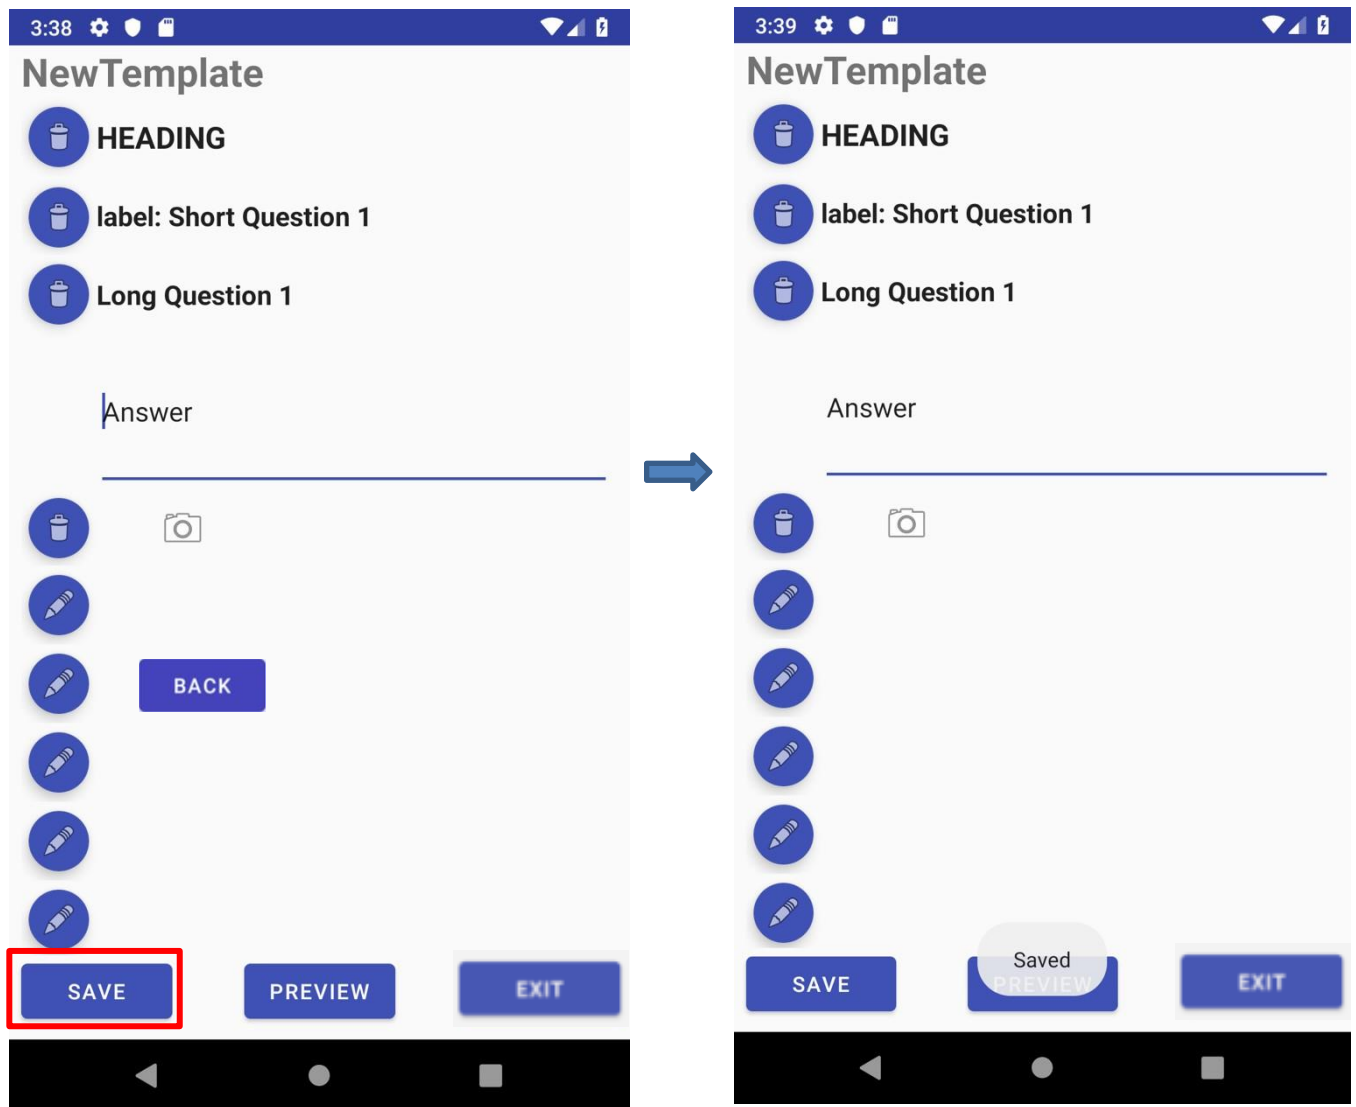 3:38
NewTemplate
HEADING
label: Short Question 1
Long Question 1
Answer
BACK
SAVE
PREVIEW
EXIT
3:39
NewTemplate
HEADING
label: Short Question 1
Long Question 1
Answer
Saved
SAVE
PREVIEW
EXIT